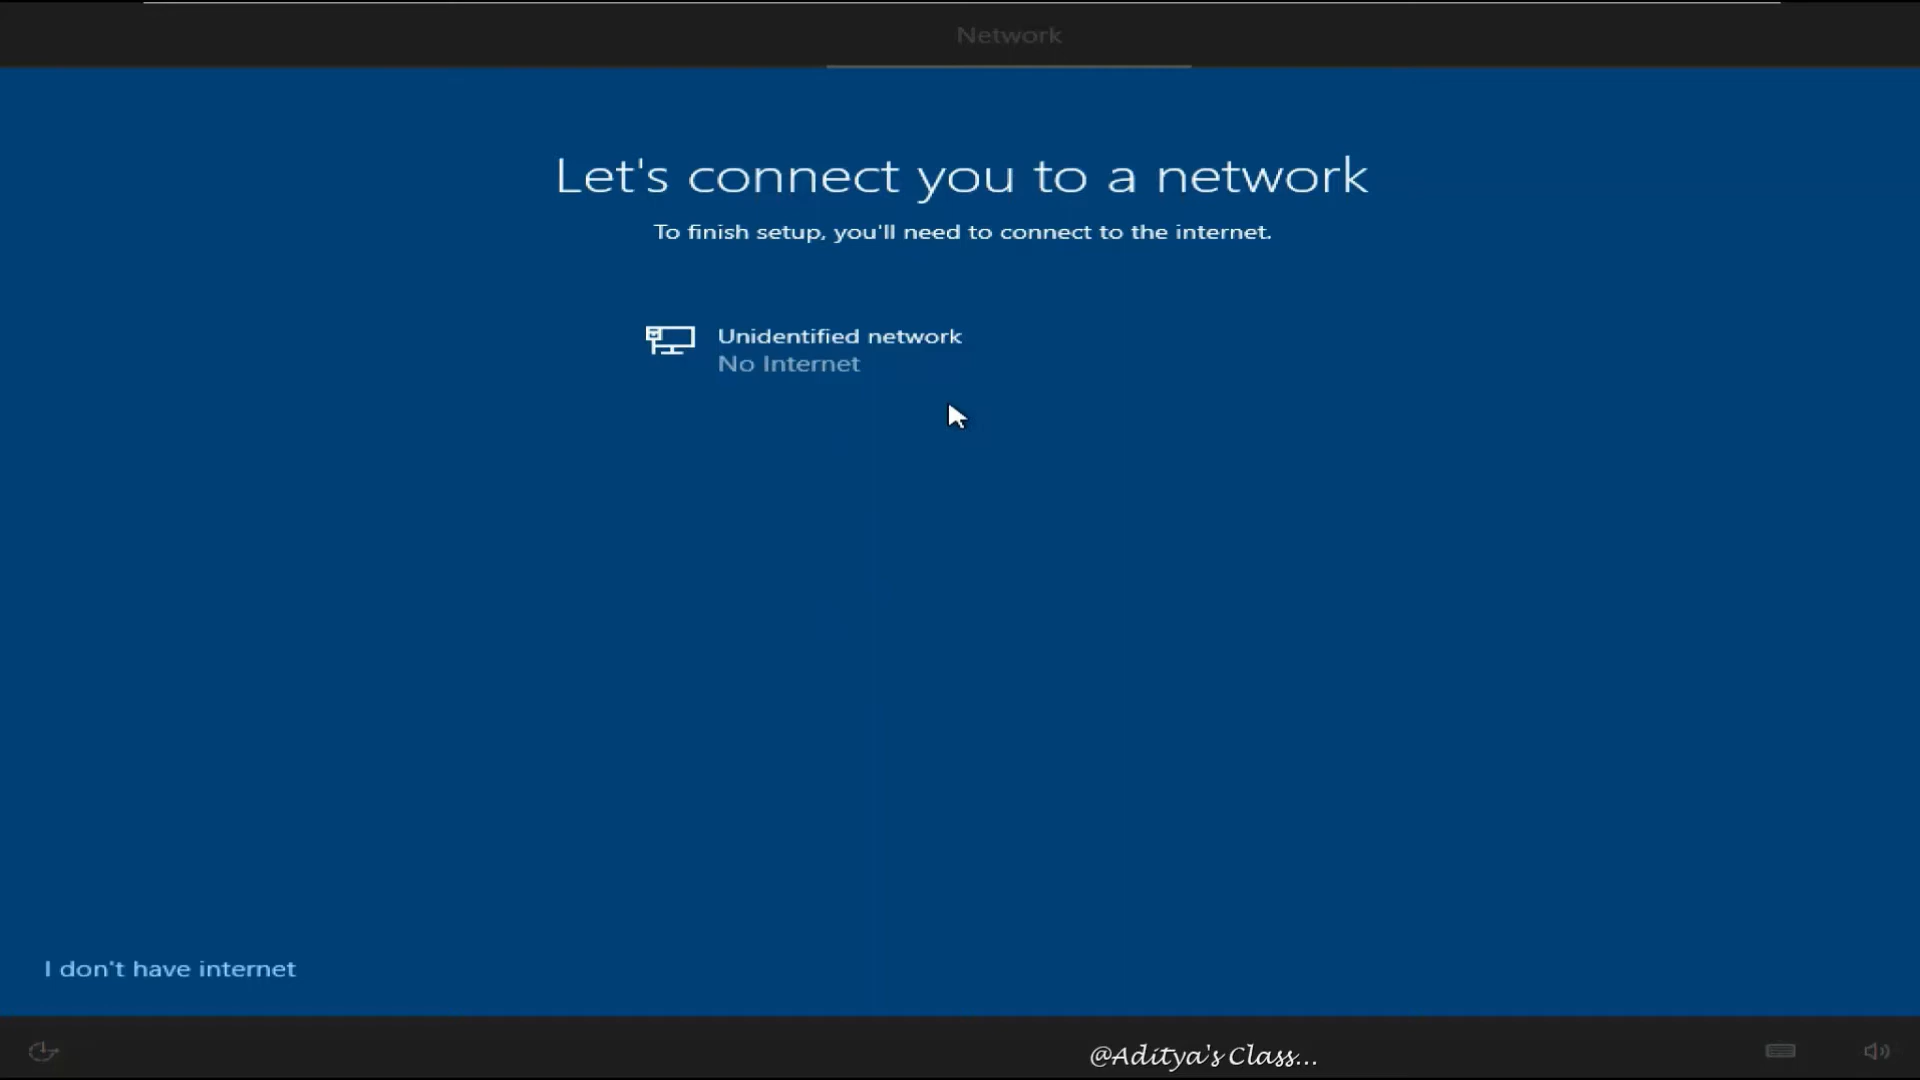 Network
Let's connect you to a network
To finish setup, you'll need to connect to the internet.
Unidentified network
No Internet
I don't have internet
@Aditya's Class...